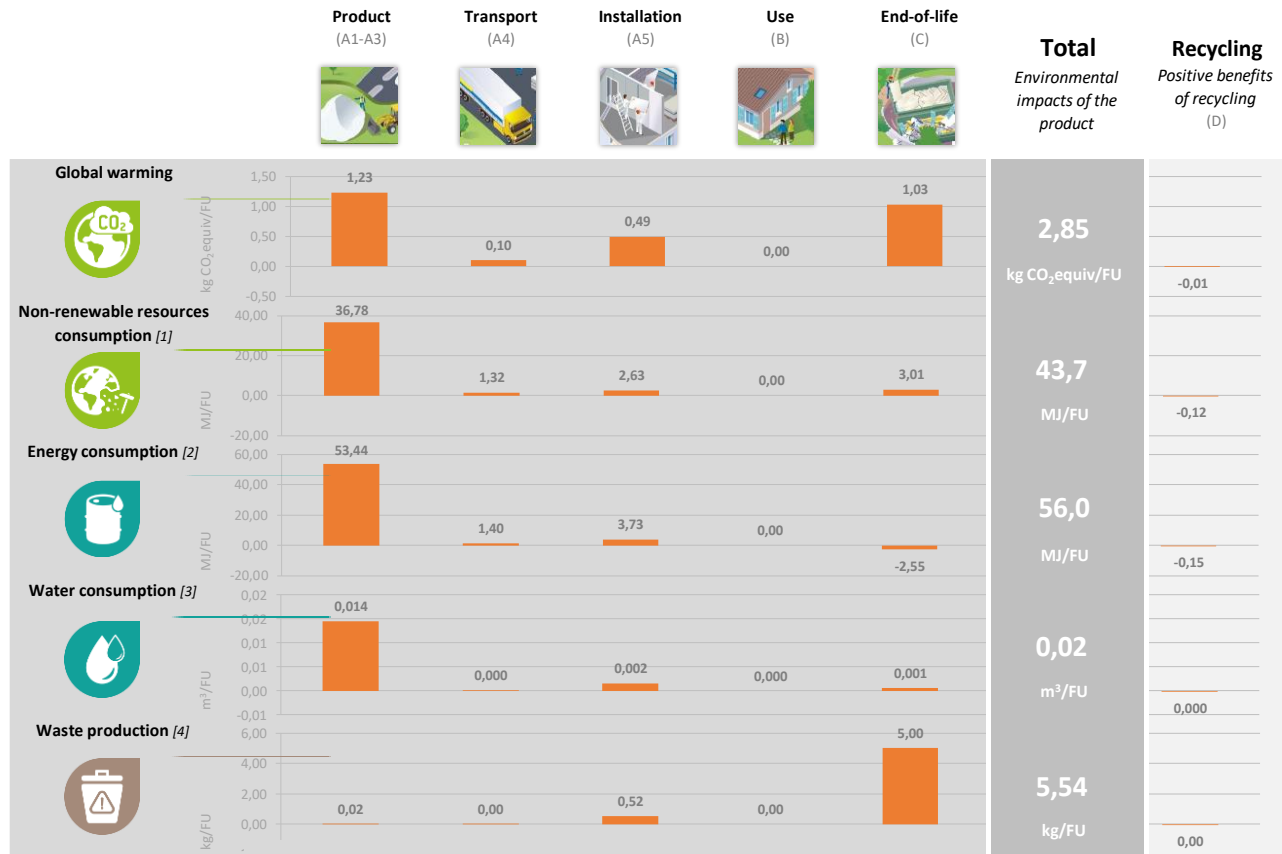 Product
(A1-A3)
Transport
(A4)
Installation
(A5)
Use
(B)
End-of-life
(C)
Total
Environmental
impacts of the
product
Recycling
Positive benefits
of recycling
(D)
Global warming
CO2
kg CO2equiv/FU
1,50
1,00
0,50
0,00
-0,50
1,23
0,10
0,49
0,00
1,03
2,85
kg CO2equiv/FU
-0,01
Non-renewable resources
consumption [1]
MJ/FU
40,00
20,00
0,00
-20,00
36,78
1,32
2,63
0,00
3,01
43,7
MJ/FU
-0,12
Energy consumption [2]
MJ/FU
60,00
40,00
20,00
0,00
-20,00
53,44
1,40
3,73
0,00
-2,55
56,0
MJ/FU
-0,15
Water consumption [3]
m³/FU
0,02
0,02
0,01
0,01
0,00
-0,01
0,014
0,000
0,002
0,000
0,001
0,02
m³/FU
0,000
Waste production [4]
kg/FU
6,00
4,00
2,00
0,00
-
0,02
0,00
0,52
0,00
5,00
5,54
kg/FU
0,00